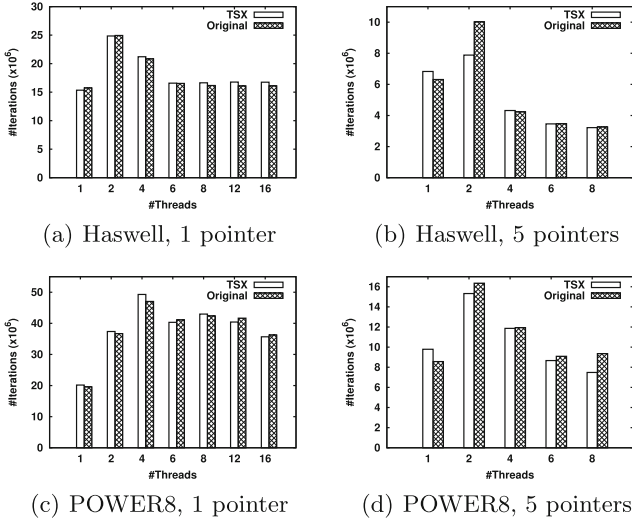 TSX
Original
30
25
20
15
10
5
0
#Iterations (x10⁶)
1 2 4 6 8 12 16
#Threads
(a) Haswell, 1 pointer
TSX
Original
10
8
6
4
2
0
#Iterations (x10⁶)
1 2 4 6 8
#Threads
(b) Haswell, 5 pointers
TSX
Original
50
40
30
20
10
0
#Iterations (x10⁶)
1 2 4 6 8 12 16
#Threads
(c) POWER8, 1 pointer
TSX
Original
16
14
12
10
8
6
4
2
0
#Iterations (x10⁶)
1 2 4 6 8
#Threads
(d) POWER8, 5 pointers